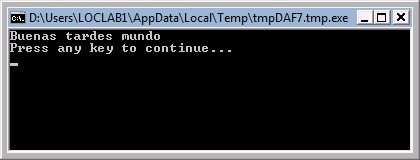 D:\Users\LOCLAB1\AppData\Local\Temp\tmpDAF7.tmp.exe
Buenas tardes mundo
Press any key to continue...